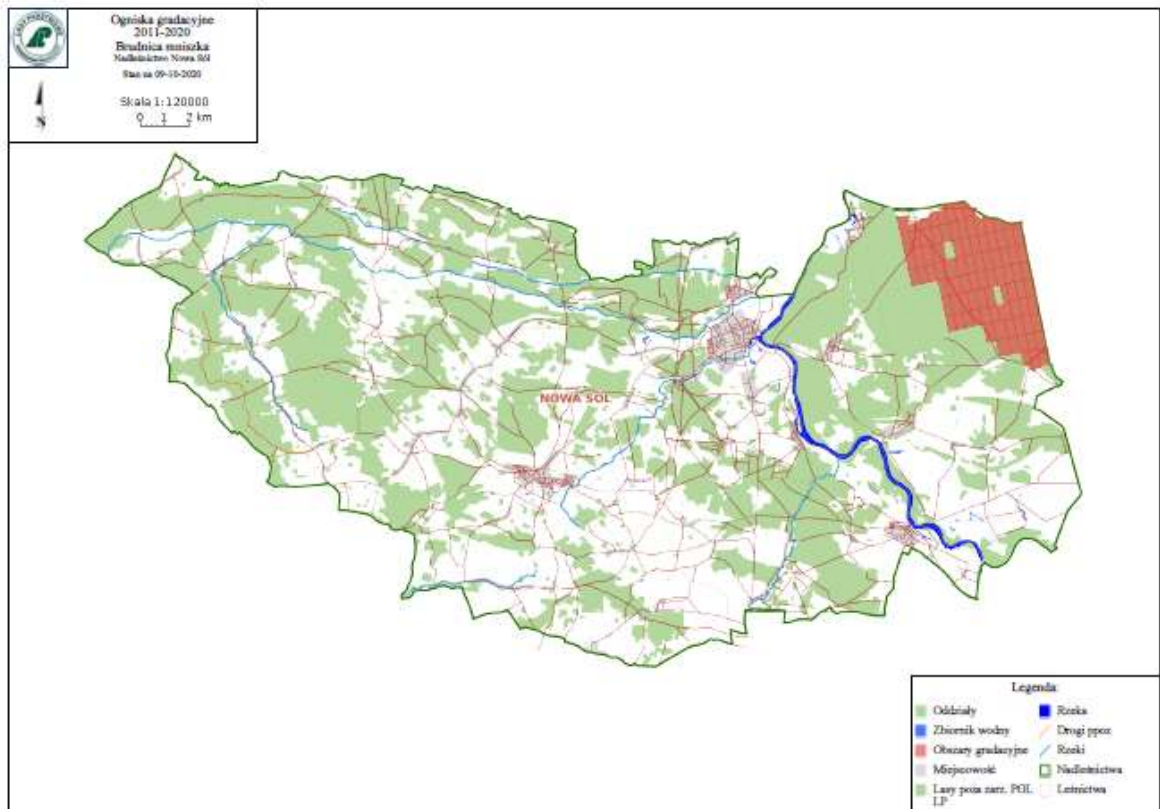 Ogniska gradacyjne
2011-2020
Brudnica mniszka
Nadleśnictwo Nowa Sól
Stan na 09-10-2020
Skala 1:120000
0 1 2 km
N
NOWA SÓL
Legenda:
Oddziały
Rzeka
Zbiornik wodny
Drogi ppoż
Obszary gradacyjne
Rzeki
Miejscowość
Nadleśnictwa
Lasy poza zarz. PGL LP
Leśnictwa